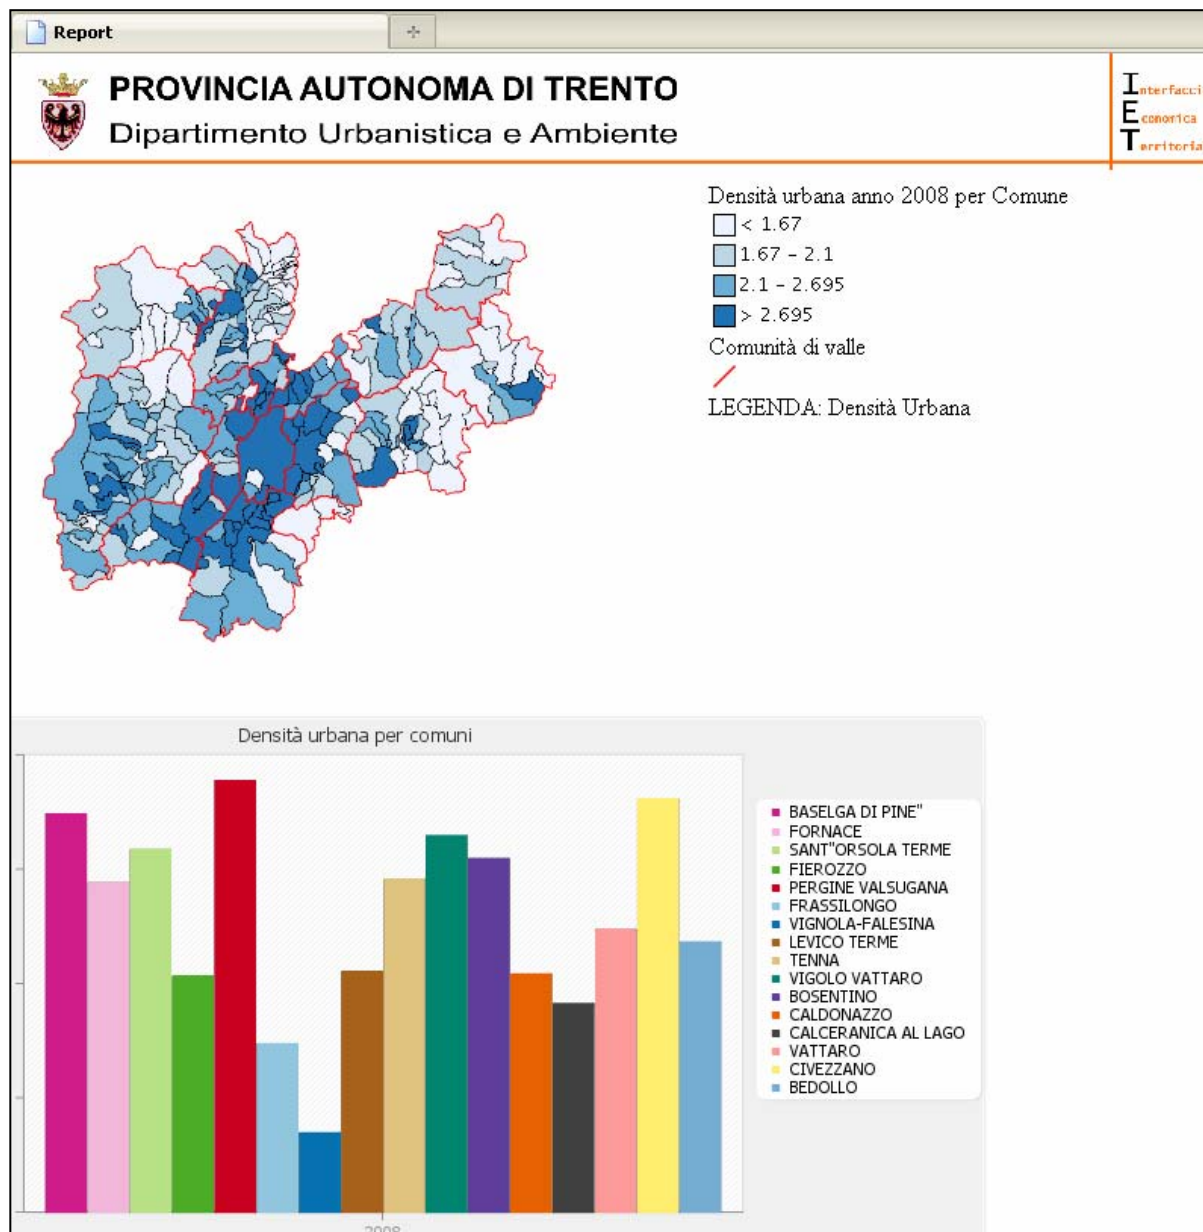 Report
PROVINCIA AUTONOMA DI TRENTO
Dipartimento Urbanistica e Ambiente
Interfacci
Economica
Territoria
Densità urbana anno 2008 per Comune
< 1.67
1.67 - 2.1
2.1 - 2.695
> 2.695
Comunità di valle
LEGENDA: Densità Urbana
Densità urbana per comuni
BASELGA DI PINE"
FORNACE
SANT"ORSOLA TERME
FIEROZZO
PERGINE VALSUGANA
FRASSILONGO
VIGNOLA-FALESINA
LEVICO TERME
TENNA
VIGOLO VATTARO
BOSENTINO
CALDONAZZO
CALCERANICA AL LAGO
VATTARO
CIVEZZANO
BEDOLLO
2008